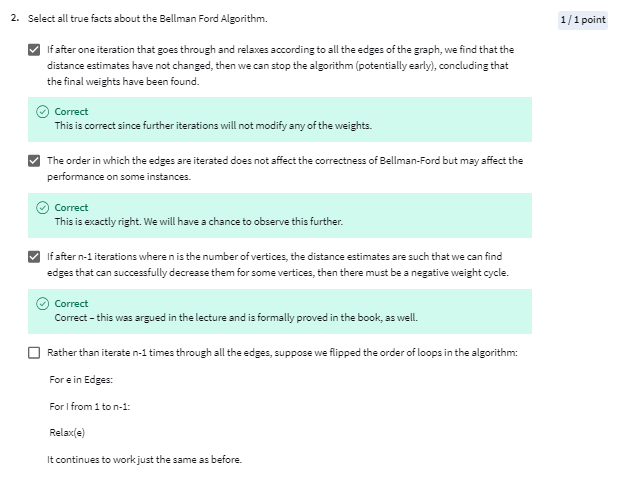 2. Select all true facts about the Bellman Ford Algorithm.
1 / 1 point
If after one iteration that goes through and relaxes according to all the edges of the graph, we find that the
distance estimates have not changed, then we can stop the algorithm (potentially early), concluding that
the final weights have been found.
Correct
This is correct since further iterations will not modify any of the weights.
The order in which the edges are iterated does not affect the correctness of Bellman-Ford but may affect the
performance on some instances.
Correct
This is exactly right. We will have a chance to observe this further.
If after n-1 iterations where n is the number of vertices, the distance estimates are such that we can find
edges that can successfully decrease them for some vertices, then there must be a negative weight cycle.
Correct
Correct – this was argued in the lecture and is formally proved in the book, as well.
Rather than iterate n-1 times through all the edges, suppose we flipped the order of loops in the algorithm:
For e in Edges:
For I from 1 to n-1:
Relax(e)
It continues to work just the same as before.